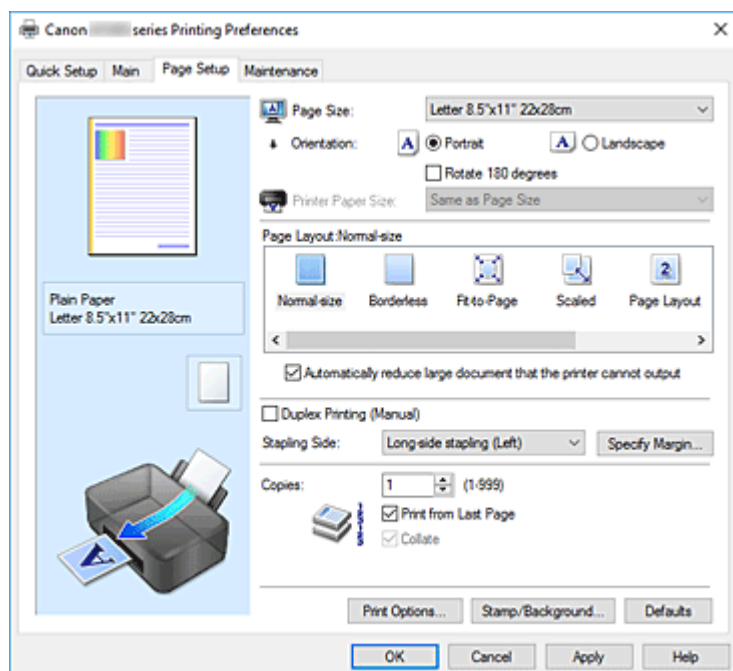 Canon series Printing Preferences
Quick Setup Main Page Setup Maintenance
Page Size: Letter 8.5"x11" 22x28cm
Orientation: A Portrait A Landscape
Rotate 180 degrees
Printer Paper Size: Same as Page Size
Page Layout:Normal-size
2
Normal-size Borderless Fit-to-Page Scaled Page Layout
Plain Paper
Letter 8.5"x11" 22x28cm
Automatically reduce large document that the printer cannot output
Duplex Printing (Manual)
Stapling Side: Long-side stapling (Left) Specify Margin...
Copies: 1 (1-999)
Print from Last Page
Collate
A
Print Options... Stamp/Background... Defaults
OK Cancel Apply Help